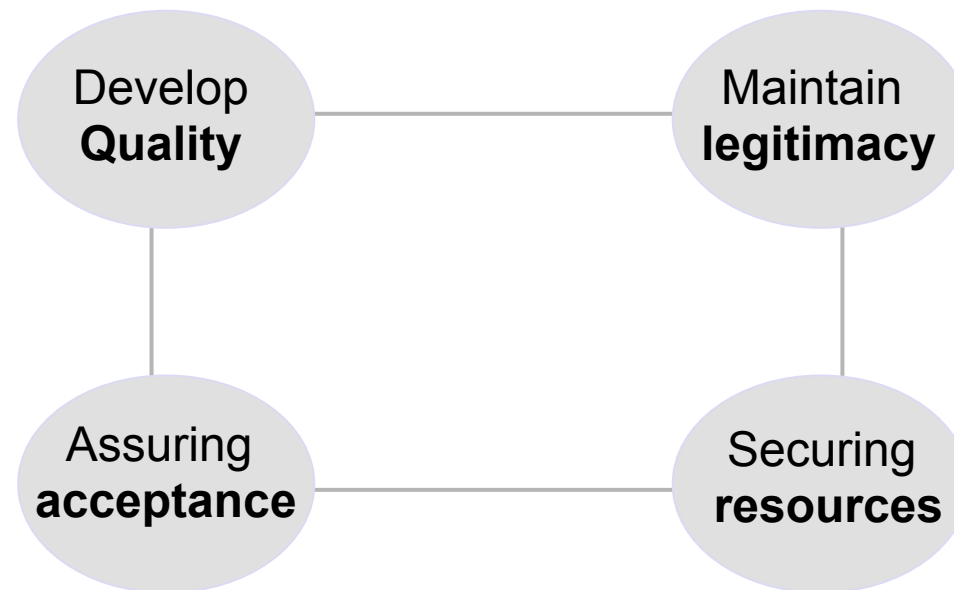 Develop
Quality
Maintain
legitimacy
Assuring
acceptance
Securing
resources